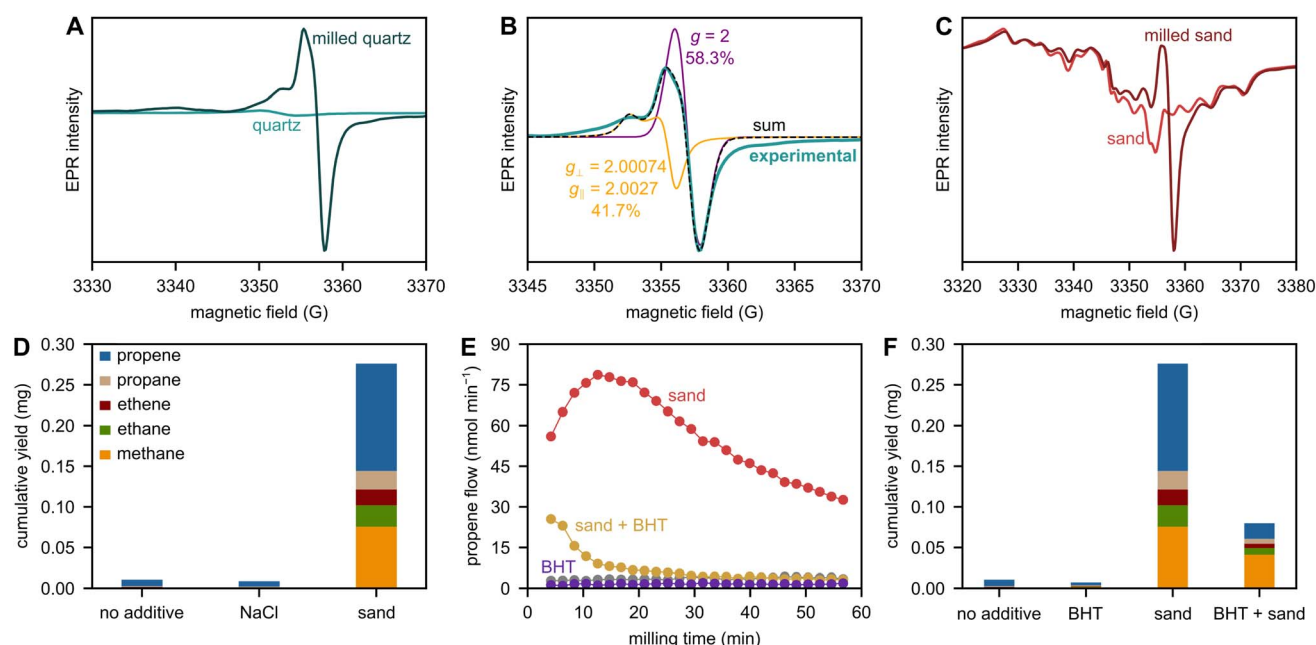 A
milled quartz
quartz
EPR intensity
3330 3340 3350 3360 3370
magnetic field (G)
B
g = 2
58.3%
sum
experimental
g⊥ = 2.00074
g|| = 2.0027
41.7%
EPR intensity
3345 3350 3355 3360 3365 3370
magnetic field (G)
C
milled sand
sand
EPR intensity
3320 3330 3340 3350 3360 3370 3380
magnetic field (G)
D
propene
propane
ethene
ethane
methane
cumulative yield (mg)
0.30
0.25
0.20
0.15
0.10
0.05
0.00
no additive NaCl sand
E
sand
sand + BHT
BHT
propene flow (nmol min⁻¹)
90
75
60
45
30
15
0
0 10 20 30 40 50 60
milling time (min)
F
cumulative yield (mg)
0.30
0.25
0.20
0.15
0.10
0.05
0.00
no additive BHT sand BHT + sand